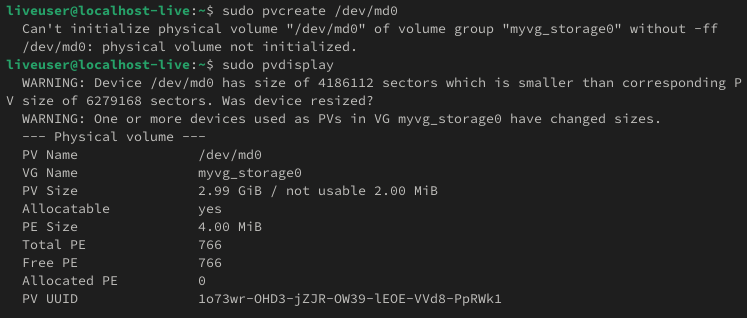 liveuser@localhost-live:~$ sudo pvcreate /dev/md0
  Can't initialize physical volume "/dev/md0" of volume group "myvg_storage0" without -ff
  /dev/md0: physical volume not initialized.
liveuser@localhost-live:~$ sudo pvdisplay
  WARNING: Device /dev/md0 has size of 4186112 sectors which is smaller than corresponding P
V size of 6279168 sectors. Was device resized?
  WARNING: One or more devices used as PVs in VG myvg_storage0 have changed sizes.
  --- Physical volume ---
  PV Name               /dev/md0
  VG Name               myvg_storage0
  PV Size               2.99 GiB / not usable 2.00 MiB
  Allocatable           yes
  PE Size               4.00 MiB
  Total PE              766
  Free PE               766
  Allocated PE          0
  PV UUID               1o73wr-OHD3-jZJR-OW39-lEOE-VVd8-PpRWk1